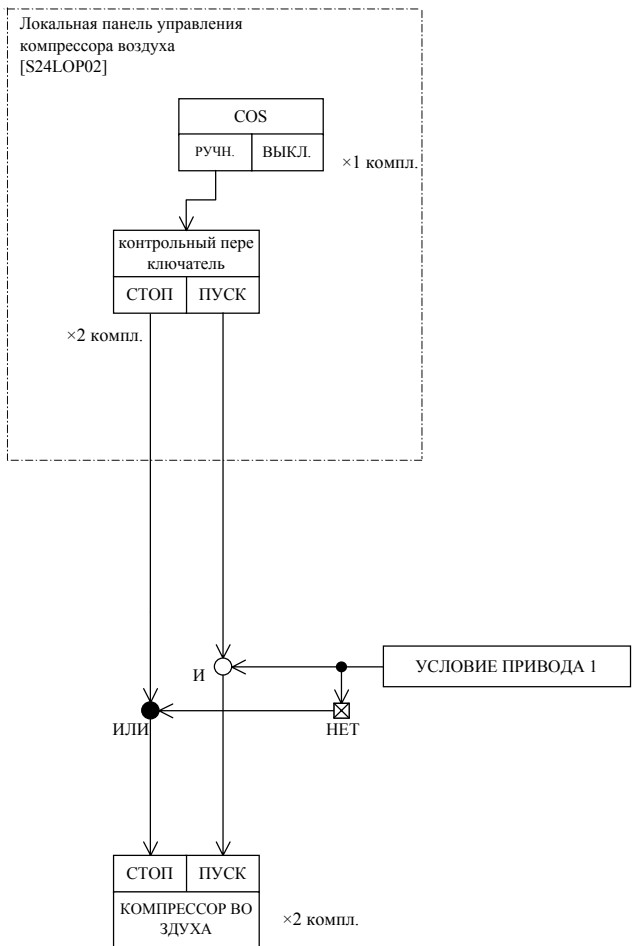 Локальная панель управления
компрессора воздуха
[S24LOP02]
COS
РУЧН. ВЫКЛ.
×1 компл.
контрольный пере
ключатель
СТОП ПУСК
×2 компл.
И
УСЛОВИЕ ПРИВОДА 1
ИЛИ
НЕТ
СТОП ПУСК
КОМПРЕССОР ВО
ЗДУХА
×2 компл.